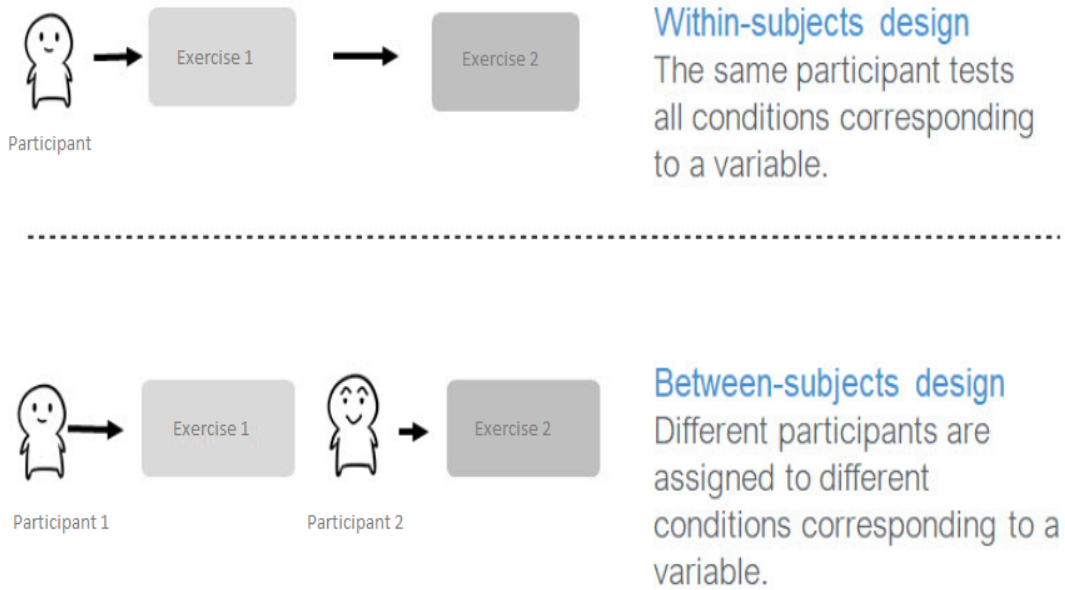 Within-subjects design
The same participant tests
all conditions corresponding
to a variable.
Exercise 1
Exercise 2
Participant
Between-subjects design
Different participants are
assigned to different
conditions corresponding to a
variable.
Exercise 1
Exercise 2
Participant 1
Participant 2